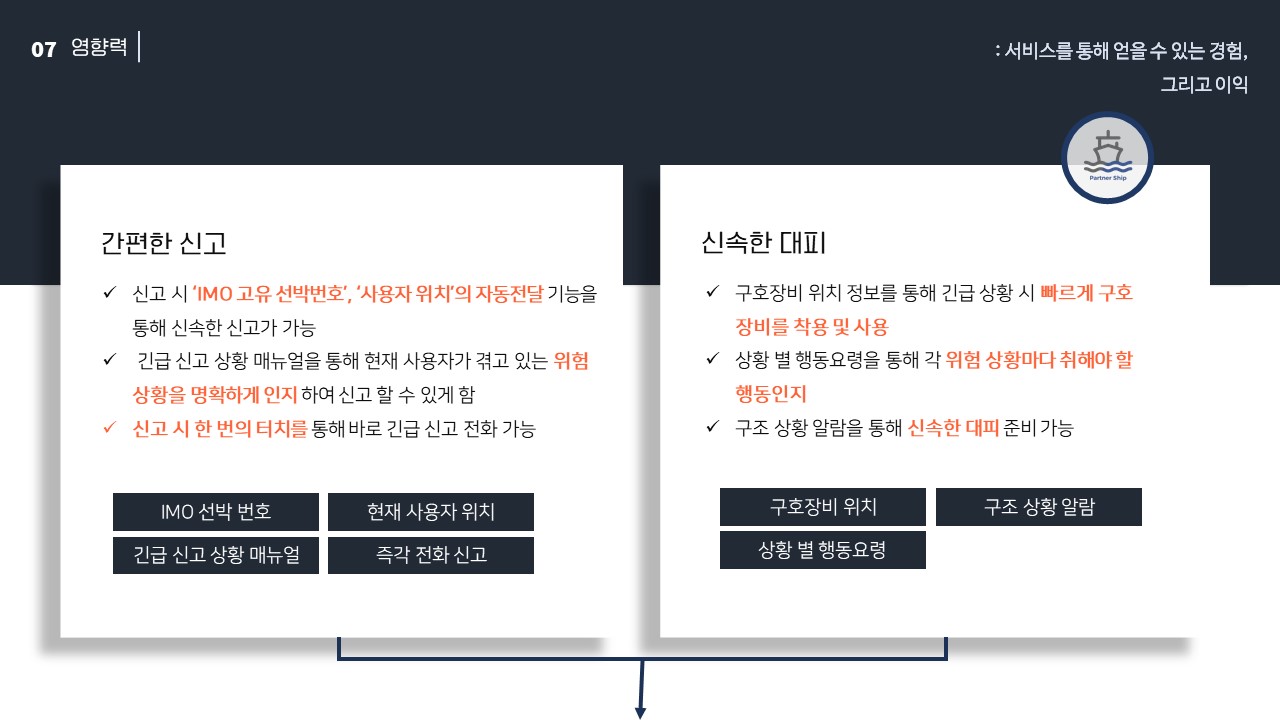 07 영향력
: 서비스를 통해 얻을 수 있는 경험,
그리고 이익
Partner Ship
간편한 신고
✓ 신고 시 ‘IMO 고유 선박번호’, ‘사용자 위치‘의 자동전달 기능을
통해 신속한 신고가 가능
✓ 긴급 신고 상황 매뉴얼을 통해 현재 사용자가 겪고 있는 위험
상황을 명확하게 인지 하여 신고 할 수 있게 함
✓ 신고 시 한 번의 터치를 통해 바로 긴급 신고 전화 가능
IMO 선박 번호
현재 사용자 위치
긴급 신고 상황 매뉴얼
즉각 전화 신고
신속한 대피
✓ 구호장비 위치 정보를 통해 긴급 상황 시 빠르게 구호
장비를 착용 및 사용
✓ 상황 별 행동요령을 통해 각 위험 상황마다 취해야 할
행동인지
✓ 구조 상황 알람을 통해 신속한 대피 준비 가능
구호장비 위치
구조 상황 알람
상황 별 행동요령